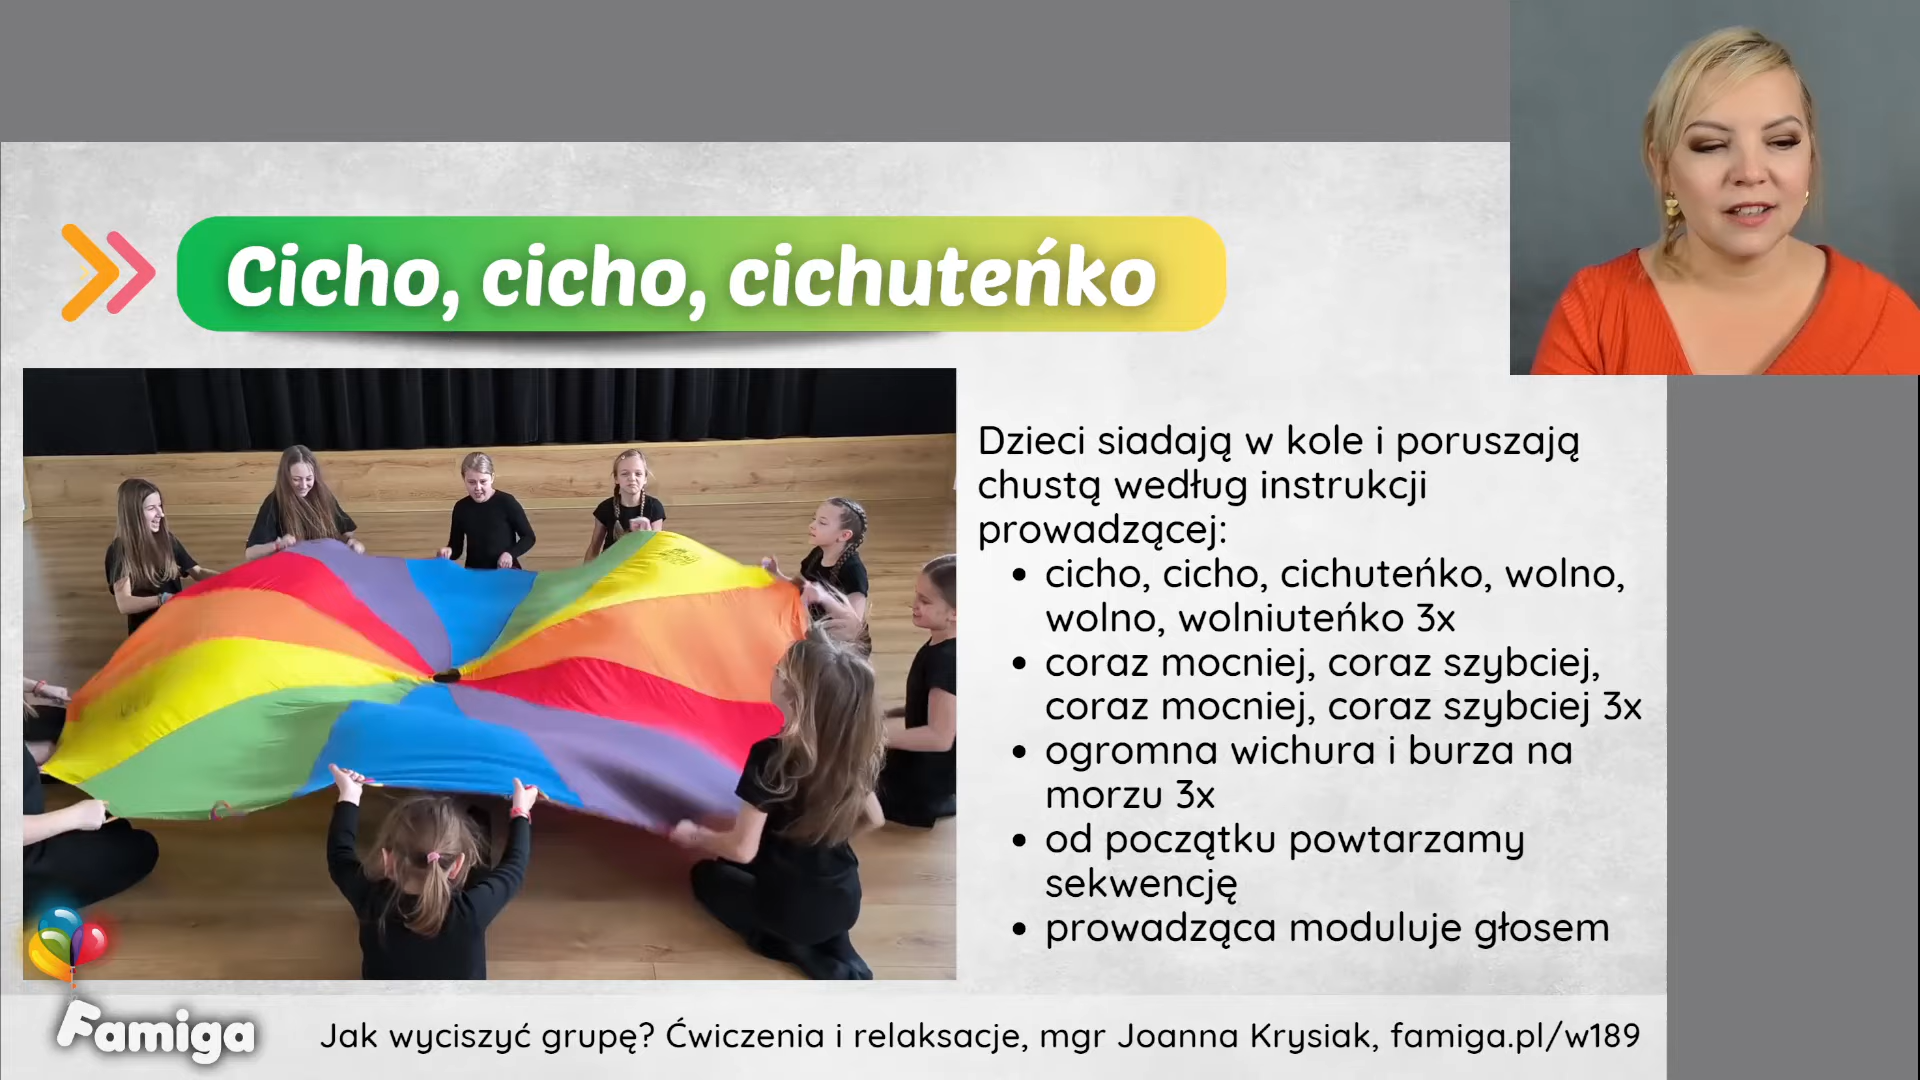 Cicho, cicho, cichuteńko
Dzieci siadają w kole i poruszają
chustą według instrukcji
prowadzącej:
• cicho, cicho, cichuteńko, wolno,
wolno, wolniuteńko 3x
• coraz mocniej, coraz szybciej,
coraz mocniej, coraz szybciej 3x
• ogromna wichura i burza na
morzu 3x
• od początku powtarzamy
sekwencję
• prowadząca moduluje głosem
Famiga
Jak wyciszyć grupę? Ćwiczenia i relaksacje, mgr Joanna Krysiak, famiga.pl/w189